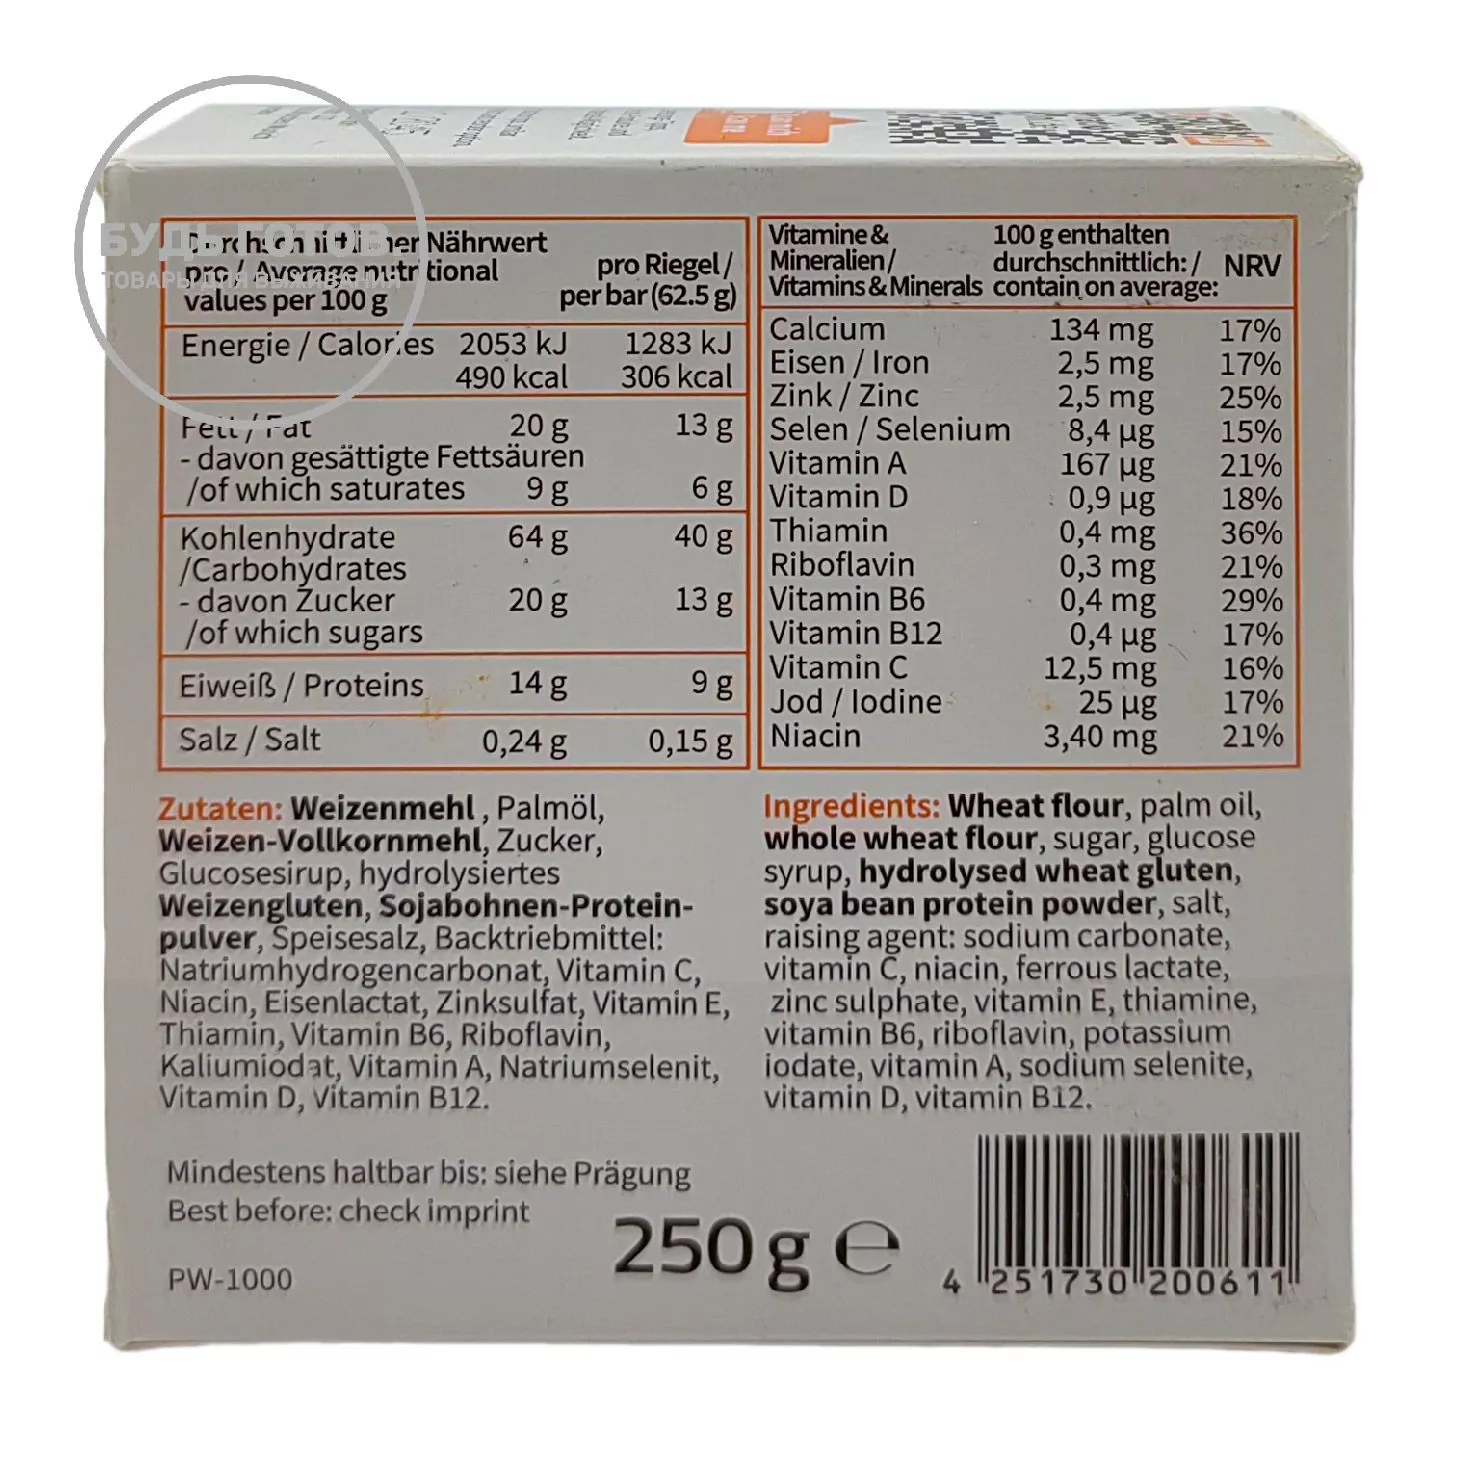 БУДЬ ГОТОВ
ТОВАРЫ ДЛЯ ВЫЖИВАНИЯ
Durchschnittlicher Nährwert
pro / Average nutritional
values per 100 g
pro Riegel /
per bar (62.5 g)
Energie / Calories 2053 kJ 1283 kJ
490 kcal 306 kcal
Fett / Fat 20 g 13 g
- davon gesättigte Fettsäuren
/of which saturates 9 g 6 g
Kohlenhydrate 64 g 40 g
/Carbohydrates
- davon Zucker 20 g 13 g
/of which sugars
Eiweiß / Proteins 14 g 9 g
Salz / Salt 0,24 g 0,15 g
Vitamine & 100 g enthalten
Mineralien / durchschnittlich: / NRV
Vitamins & Minerals contain on average:
Calcium 134 mg 17%
Eisen / Iron 2,5 mg 17%
Zink / Zinc 2,5 mg 25%
Selen / Selenium 8,4 µg 15%
Vitamin A 167 µg 21%
Vitamin D 0,9 µg 18%
Thiamin 0,4 mg 36%
Riboflavin 0,3 mg 21%
Vitamin B6 0,4 mg 29%
Vitamin B12 0,4 µg 17%
Vitamin C 12,5 mg 16%
Jod / Iodine 25 µg 17%
Niacin 3,40 mg 21%
Zutaten: Weizenmehl, Palmöl,
Weizen-Vollkornmehl, Zucker,
Glucosesirup, hydrolysiertes
Weizengluten, Sojabohnen-Protein-
pulver, Speisesalz, Backtriebmittel:
Natriumhydrogencarbonat, Vitamin C,
Niacin, Eisenlactat, Zinksulfat, Vitamin E,
Thiamin, Vitamin B6, Riboflavin,
Kaliumiodat, Vitamin A, Natriumselenit,
Vitamin D, Vitamin B12.
Ingredients: Wheat flour, palm oil,
whole wheat flour, sugar, glucose
syrup, hydrolysed wheat gluten,
soya bean protein powder, salt,
raising agent: sodium carbonate,
vitamin C, niacin, ferrous lactate,
zinc sulphate, vitamin E, thiamine,
vitamin B6, riboflavin, potassium
iodate, vitamin A, sodium selenite,
vitamin D, vitamin B12.
Mindestens haltbar bis: siehe Prägung
Best before: check imprint
PW-1000
250 g e
4 251730 200611